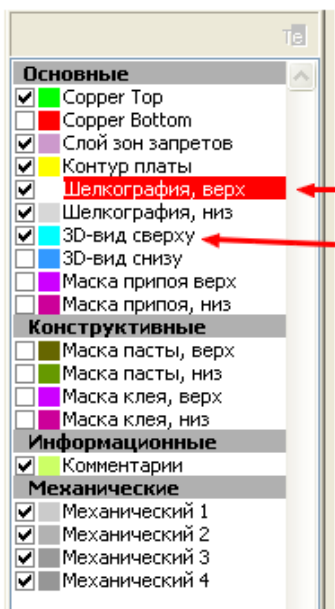 Te
Основные
Copper Top
Copper Bottom
Слой зон запретов
Контур платы
Шелкография, верх
Шелкография, низ
3D-вид сверху
3D-вид снизу
Маска припоя верх
Маска припоя, низ
Конструктивные
Маска пасты, верх
Маска пасты, низ
Маска клея, верх
Маска клея, низ
Информационные
Комментарии
Механические
Механический 1
Механический 2
Механический 3
Механический 4